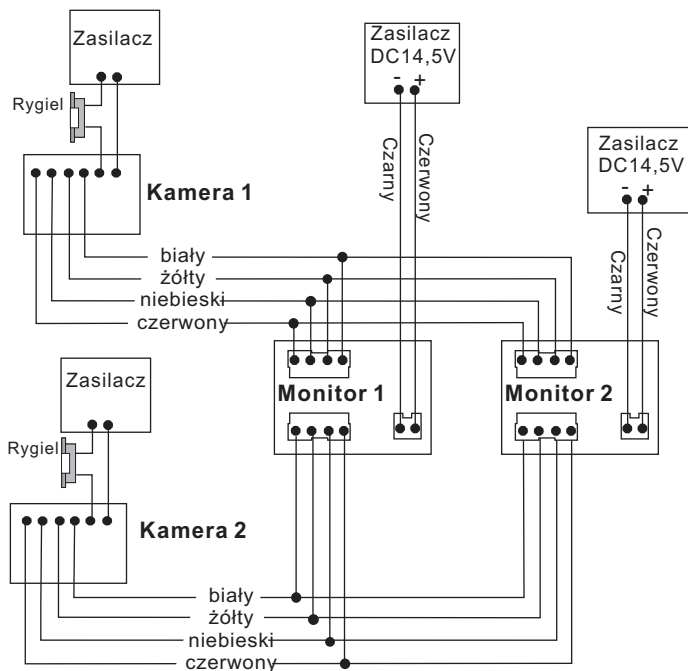 Zasilacz
Rygiel
Kamera 1
Zasilacz
DC14,5V
- +
Czarny
Czerwony
Zasilacz
DC14,5V
- +
Czarny
Czerwony
biały
żółty
niebieski
czerwony
Monitor 1
Monitor 2
Zasilacz
Rygiel
Kamera 2
biały
żółty
niebieski
czerwony